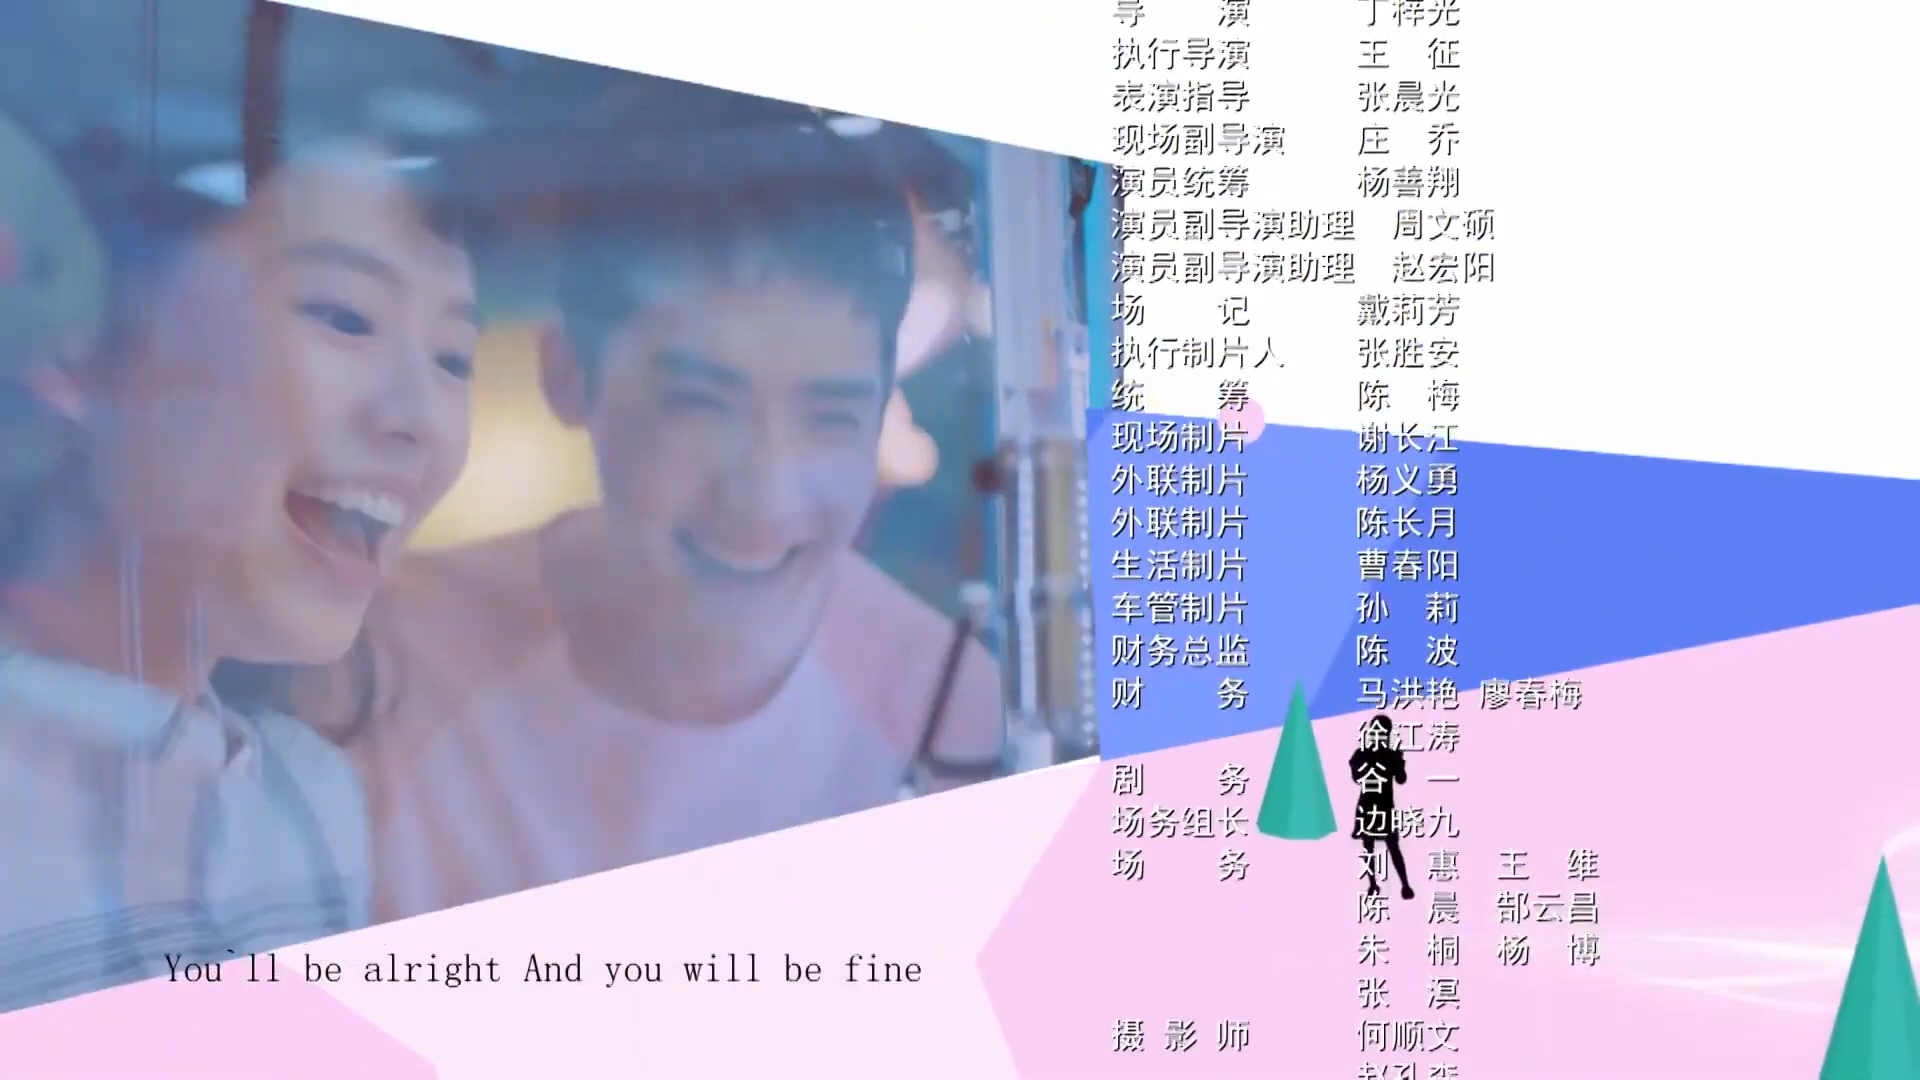 导演 丁梓光
执行导演 王征
表演指导 张晨光
现场副导演 庄乔
演员统筹 杨善翔
演员副导演助理 周文硕
演员副导演助理 赵宏阳
场记 戴莉芳
执行制片人 张胜安
统筹 陈梅
现场制片 谢长江
外联制片 杨义勇
外联制片 陈长月
生活制片 曹春阳
车管制片 孙莉
财务总监 陈波
财务 马洪艳 廖春梅
徐江涛
剧务 谷一
场务组长 边晓九
场务 刘惠 王维
陈晨 郜云昌
朱桐 杨博
张溟
摄影师 何顺文
You`ll be alright And you will be fine